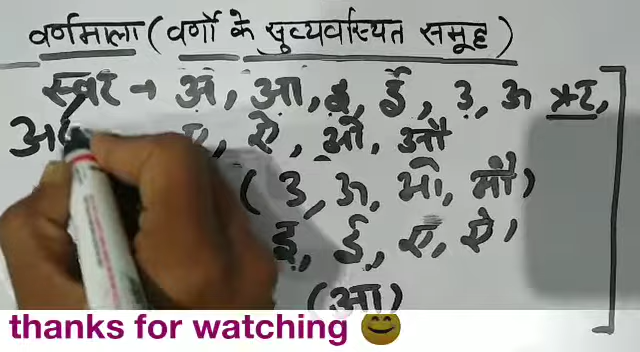 वर्णमाला (वर्णो के सुव्यवस्थित समूह)
स्वर → अ, आ, इ, ई, उ, ऊ
ए, ऐ, ओ, औ
(उ, ऊ, ओ, औ)
इ, ई, ए, ऐ,
(आ)
thanks for watching 😊